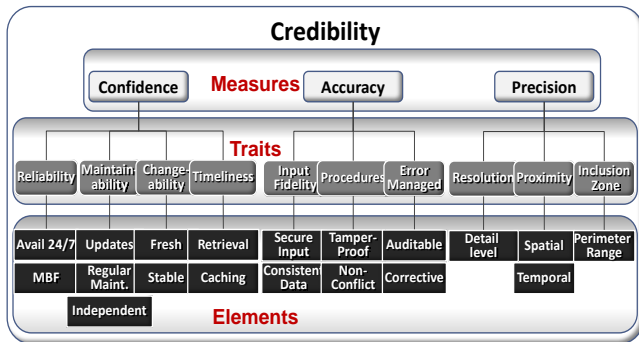 Credibility
Confidence Measures Accuracy Precision
Traits
Reliability Maintain-ability Change-ability Timeliness Input Fidelity Procedures Error Managed Resolution Proximity Inclusion Zone
Avail 24/7 Updates Fresh Retrieval Secure Input Tamper-Proof Auditable Detail level Spatial Perimeter Range
MBF Regular Maint. Stable Caching Consistent Data Non-Conflict Corrective Temporal
Independent
Elements